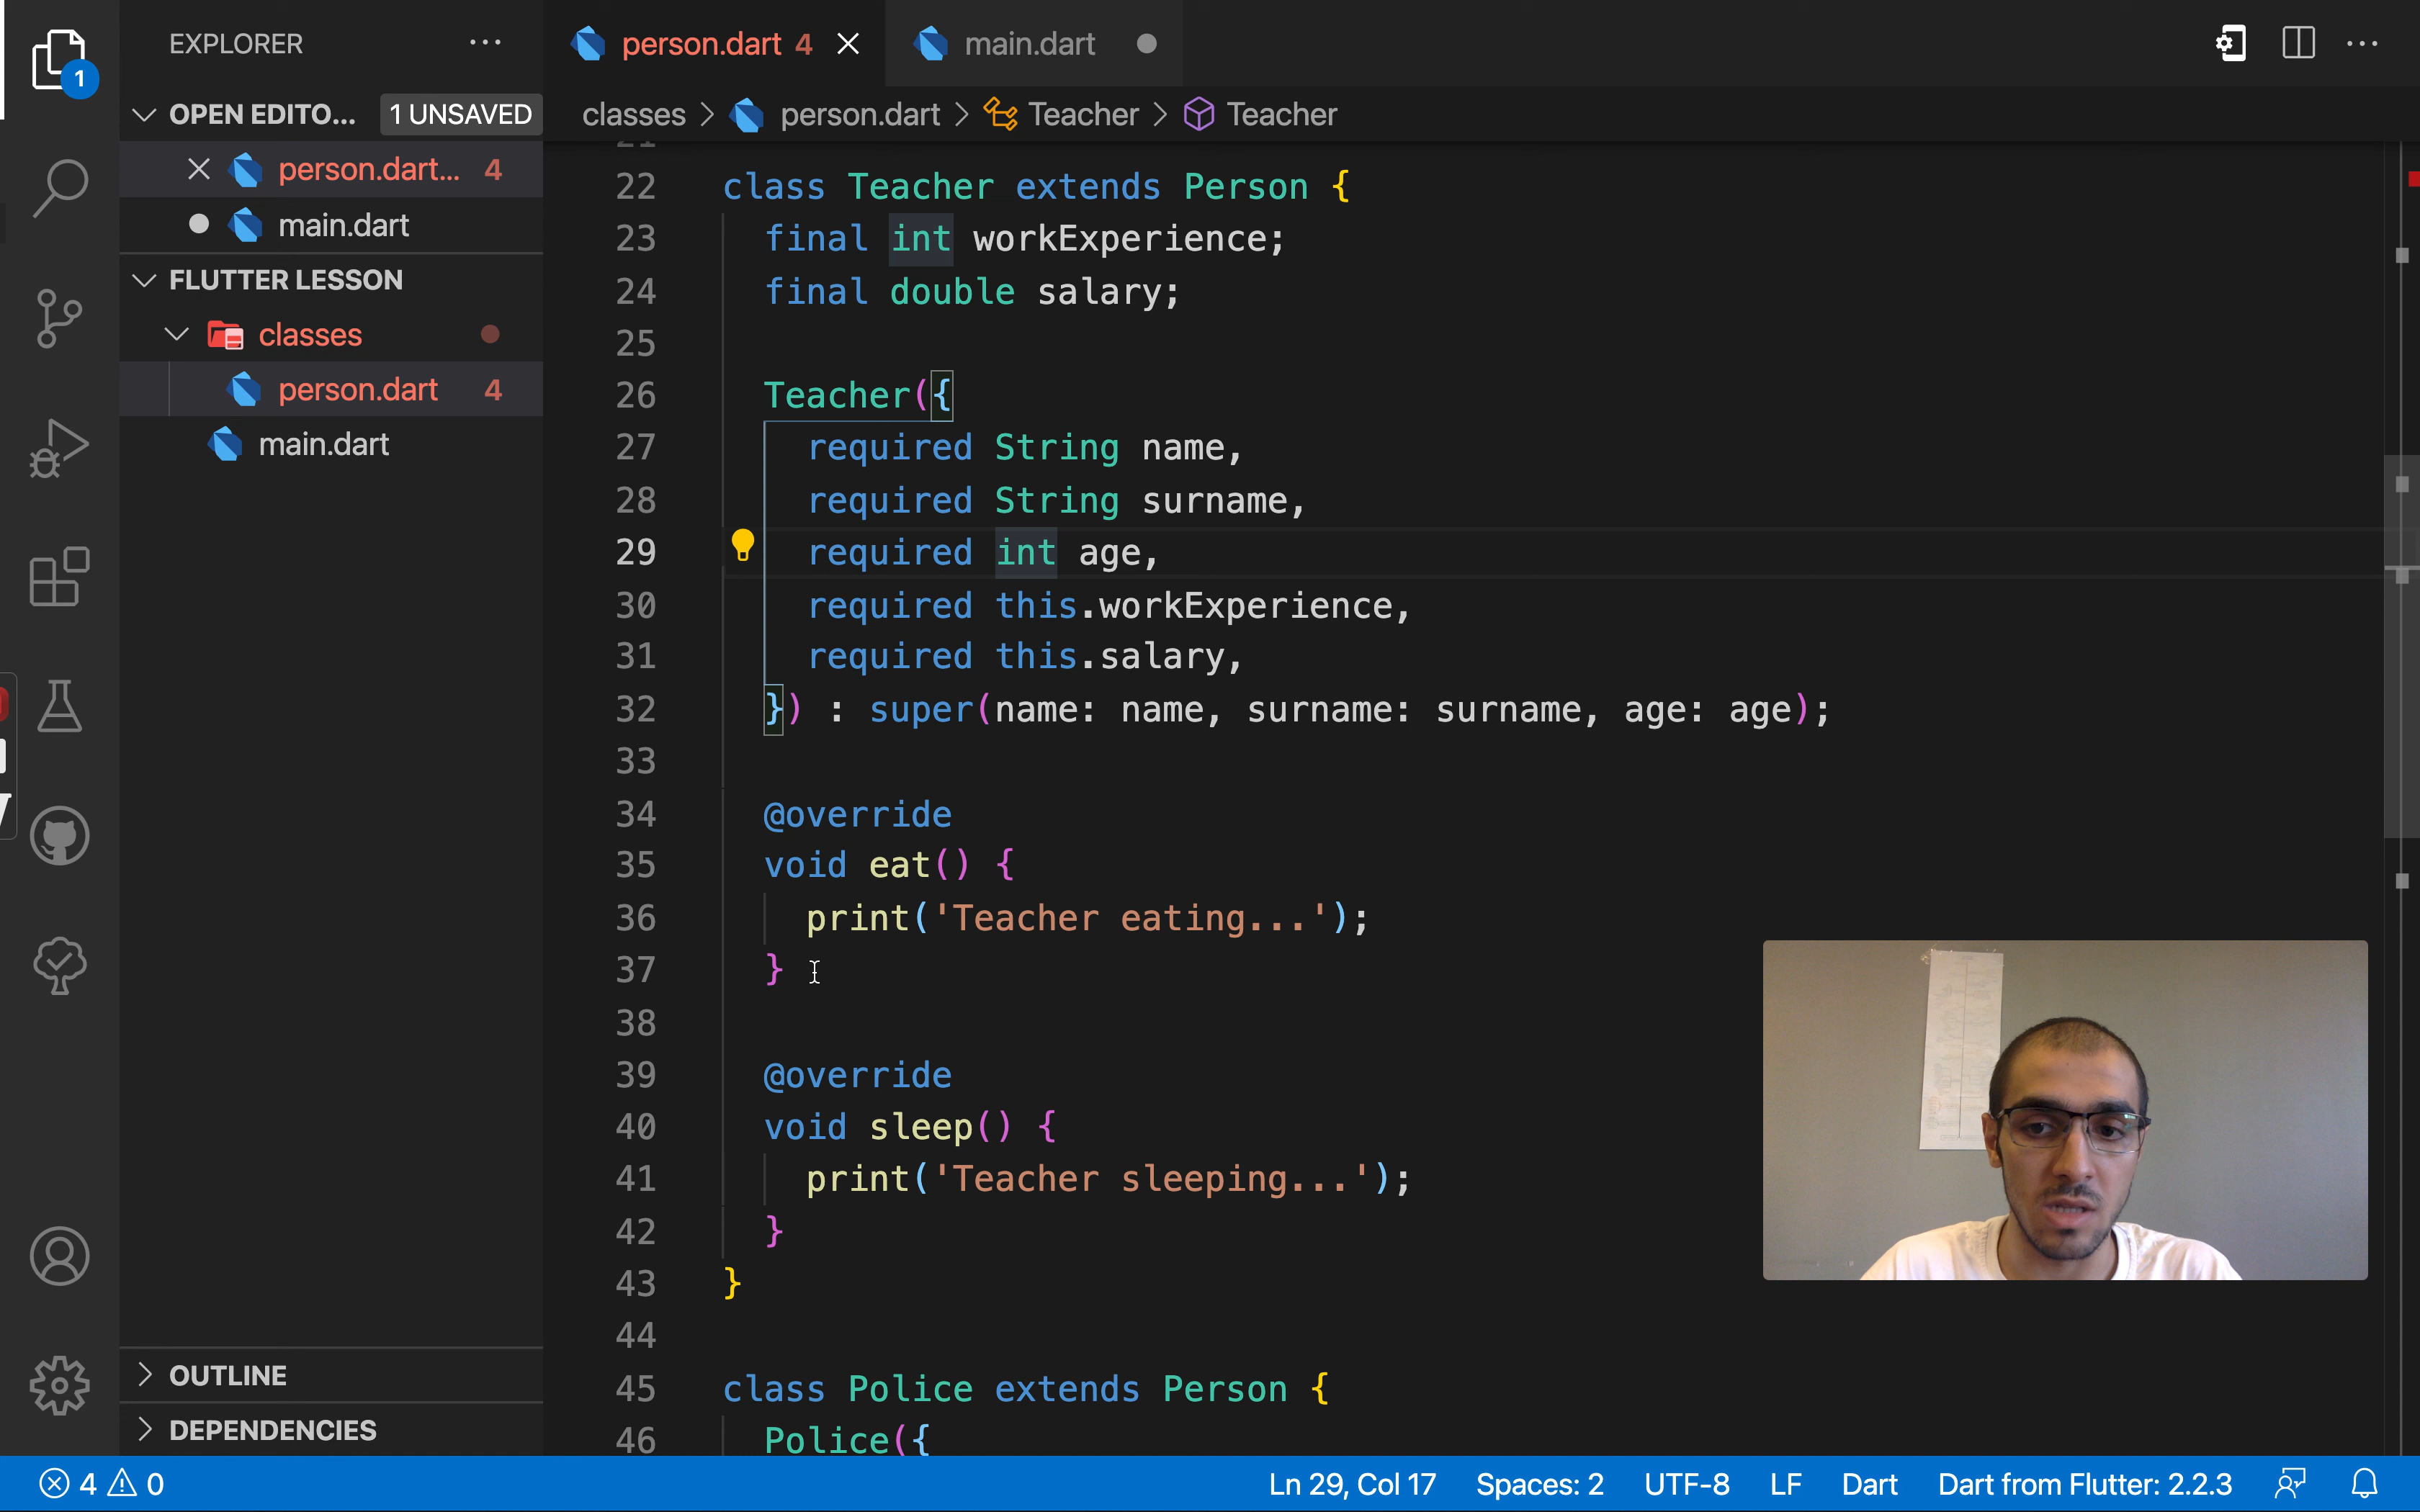 EXPLORER
OPEN EDITO... 1 UNSAVED
person.dart... 4
main.dart
FLUTTER LESSON
classes
person.dart 4
main.dart
OUTLINE
DEPENDENCIES
1
person.dart 4
main.dart
classes > person.dart > Teacher > Teacher
21
22 class Teacher extends Person {
23 final int workExperience;
24 final double salary;
25
26 Teacher({
27 required String name,
28 required String surname,
29 required int age,
30 required this.workExperience,
31 required this.salary,
32 }) : super(name: name, surname: surname, age: age);
33
34 @override
35 void eat() {
36 print('Teacher eating...');
37 }
38
39 @override
40 void sleep() {
41 print('Teacher sleeping...');
42 }
43 }
44
45 class Police extends Person {
46 Police({
4 0
Ln 29, Col 17 Spaces: 2 UTF-8 LF Dart Dart from Flutter: 2.2.3